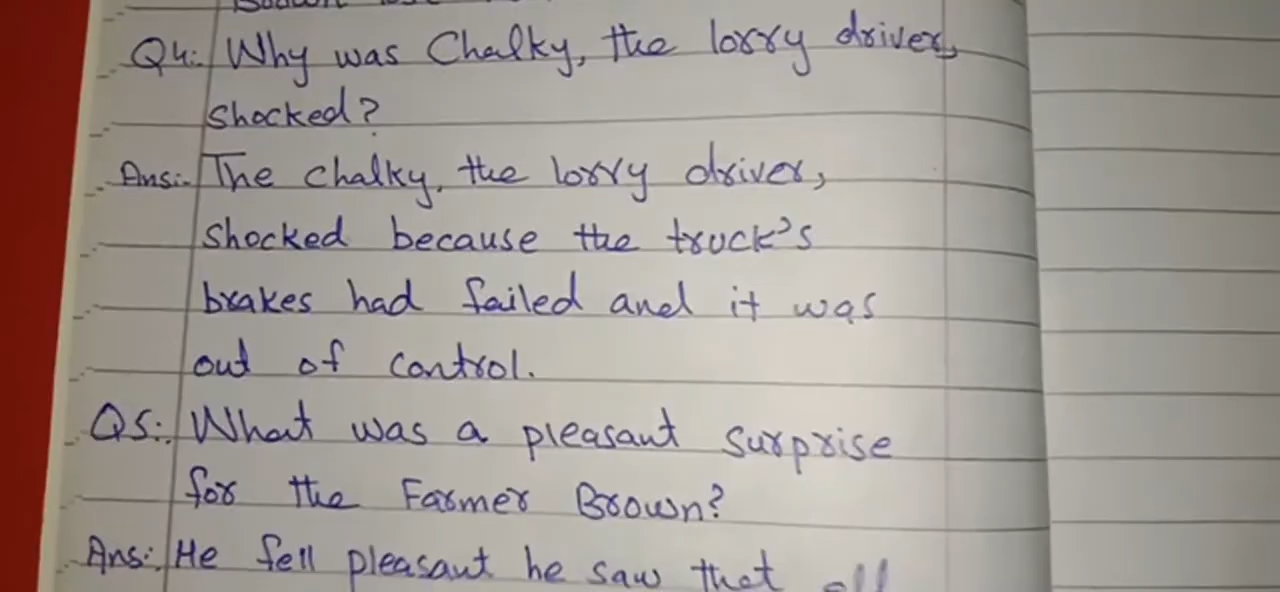 Q4:- Why was Chalky, the lorry driver,
shocked?
Ans:- The chalky, the lorry driver,
shocked because the truck's
brakes had failed and it was
out of control.
Q5:- What was a pleasant surprise
for the Farmer Brown?
Ans:- He fell pleasant he saw that all